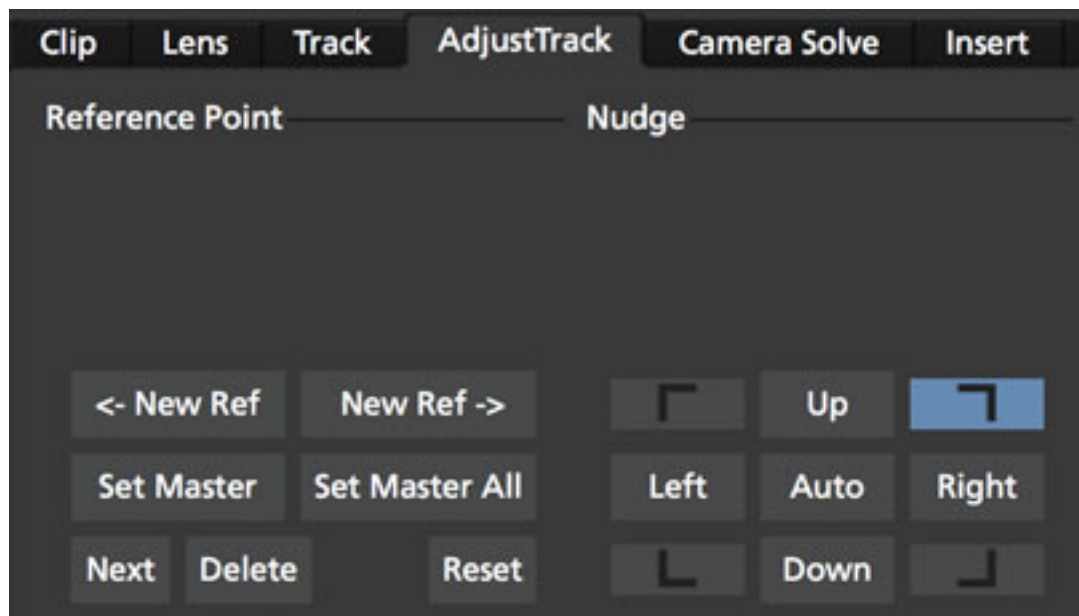 Clip Lens Track AdjustTrack Camera Solve Insert
Reference Point Nudge
<- New Ref New Ref -> Up
Set Master Set Master All Left Auto Right
Next Delete Reset Down